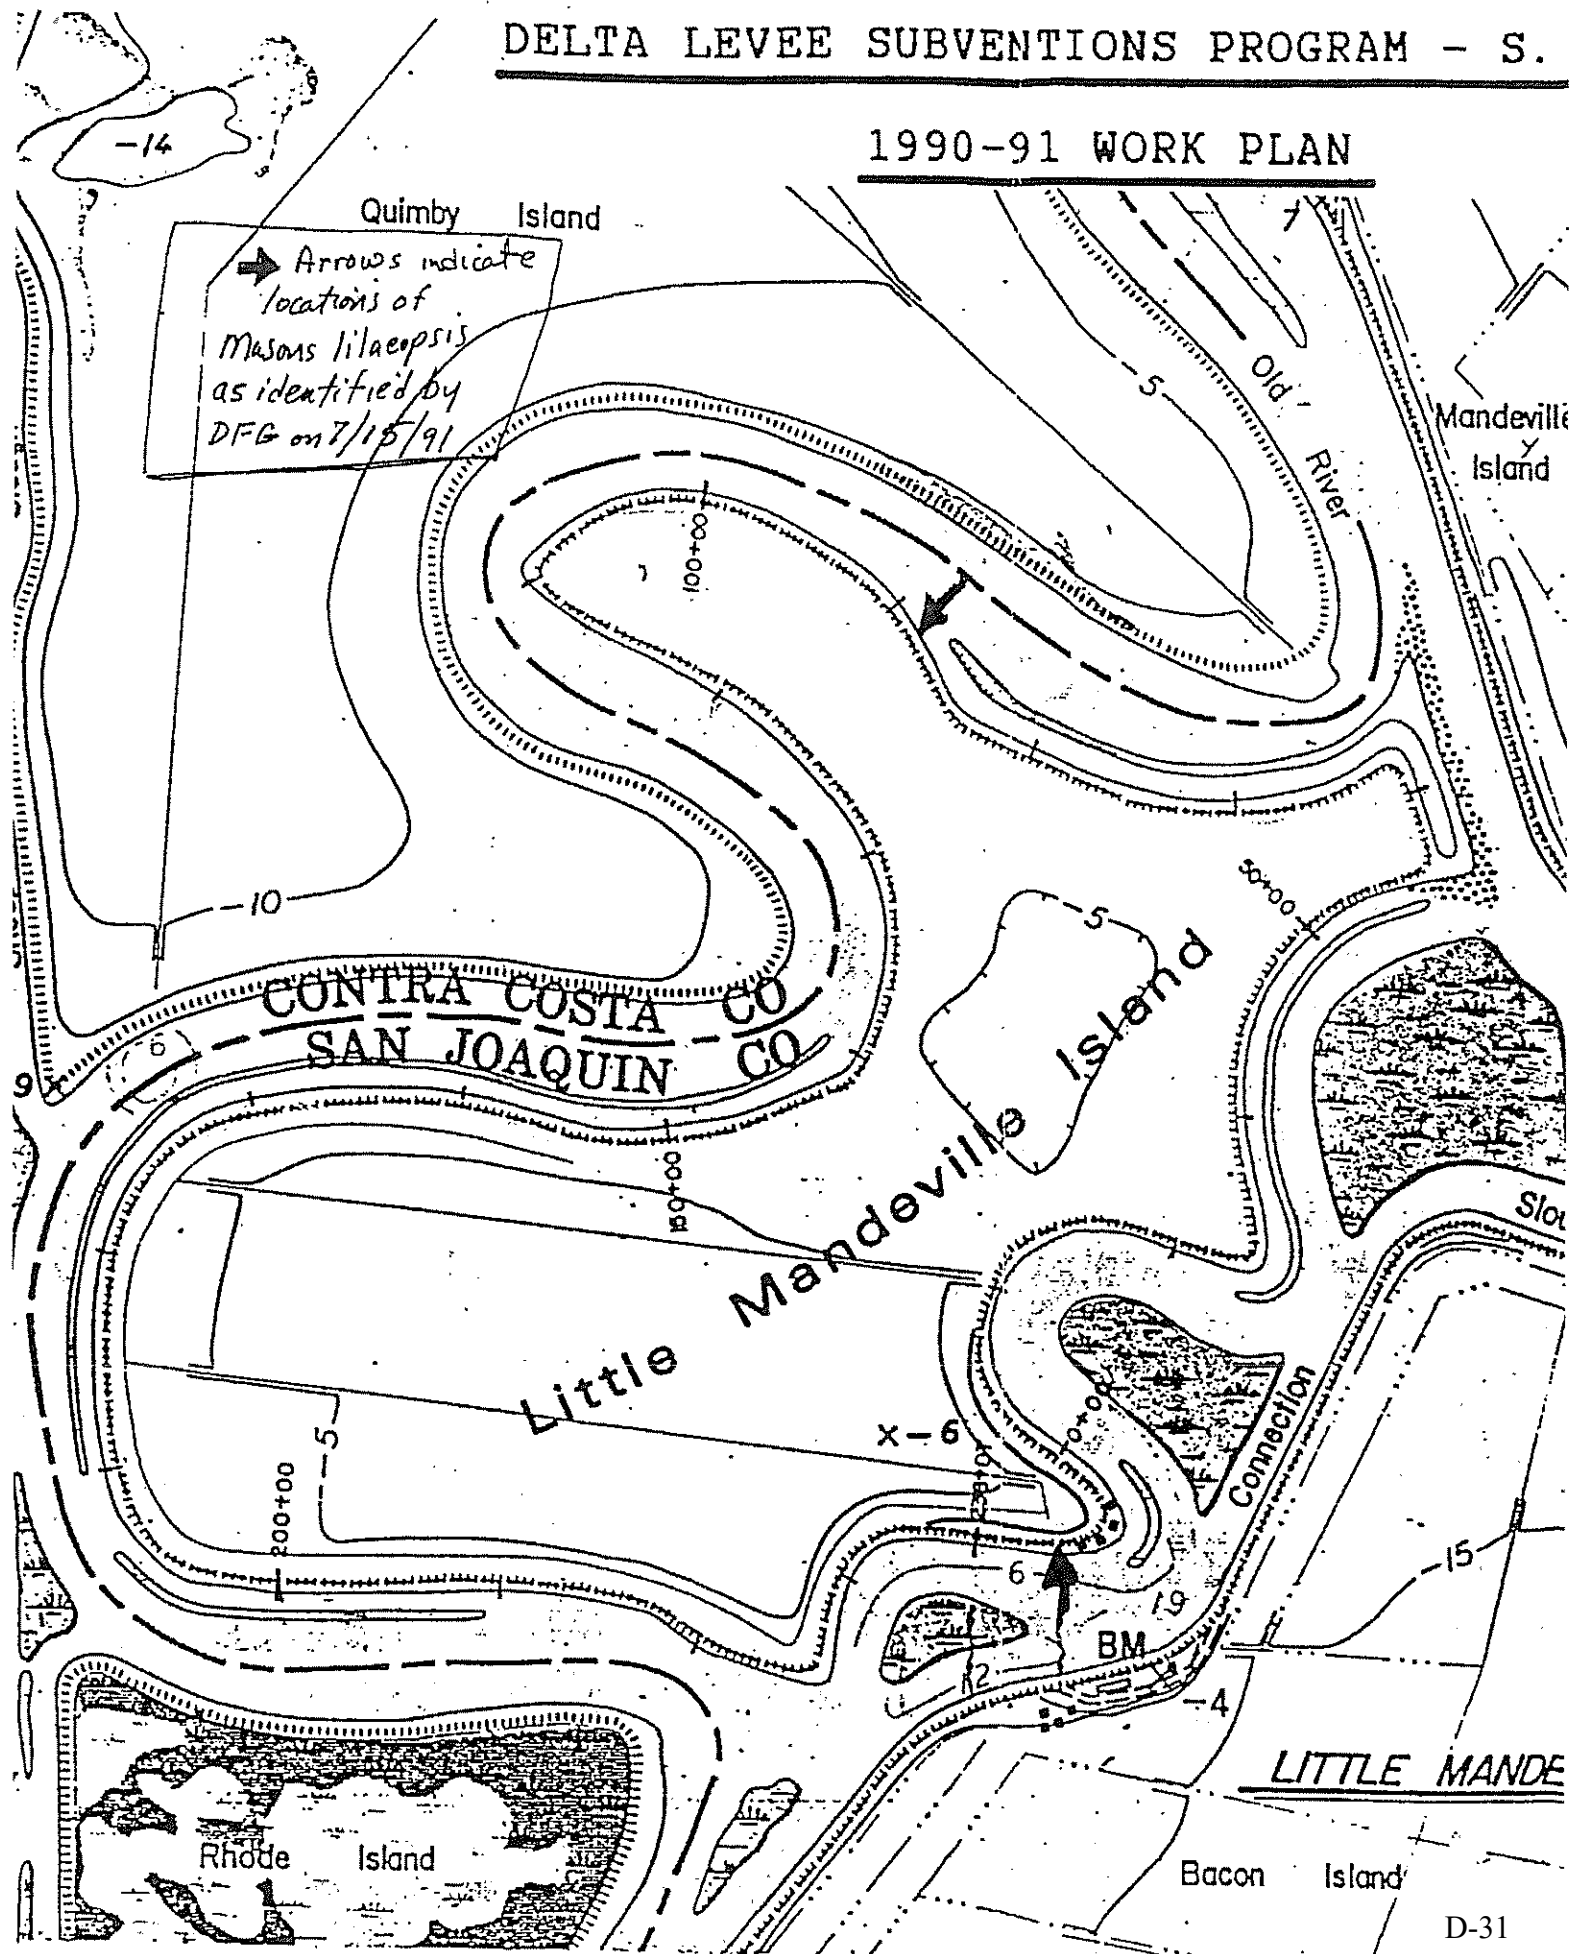 DELTA LEVEE SUBVENTIONS PROGRAM - S.
1990-91 WORK PLAN
-14
Quimby Island
Arrows indicate
locations of
Masons lilaeopsis
as identified by
DFG on 7/15/91
-7
Old River
Mandeville
Island
-5
100+00
50+00
-5
-10
CONTRA COSTA CO
SAN JOAQUIN CO
6
9
150+00
Little Mandeville Island
Slou
X-6
0+00
Connection
-5
200+00
6
-15
19
BM
12
-4
LITTLE MANDE
Rhode Island
Bacon Island
D-31